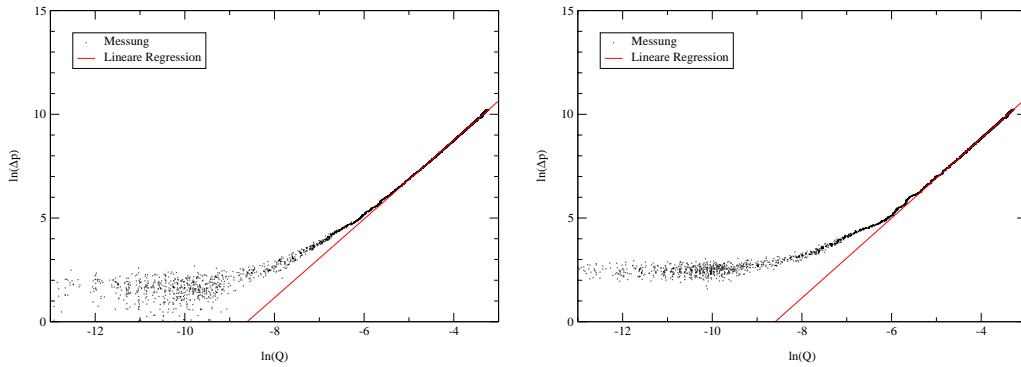 15
Messung
Lineare Regression
10
ln(Δp)
5
0
-12
-10
-8
-6
-4
ln(Q)
15
Messung
Lineare Regression
10
ln(Δp)
5
0
-12
-10
-8
-6
-4
ln(Q)